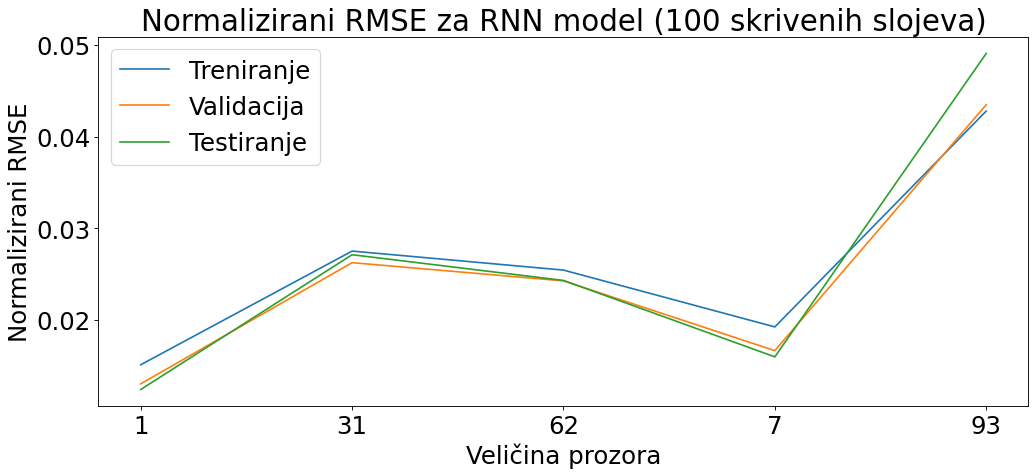 Normalizirani RMSE za RNN model (100 skrivenih slojeva)
Normalizirani RMSE
0.05
0.04
0.03
0.02
Treniranje
Validacija
Testiranje
1 31 62 7 93
Veličina prozora